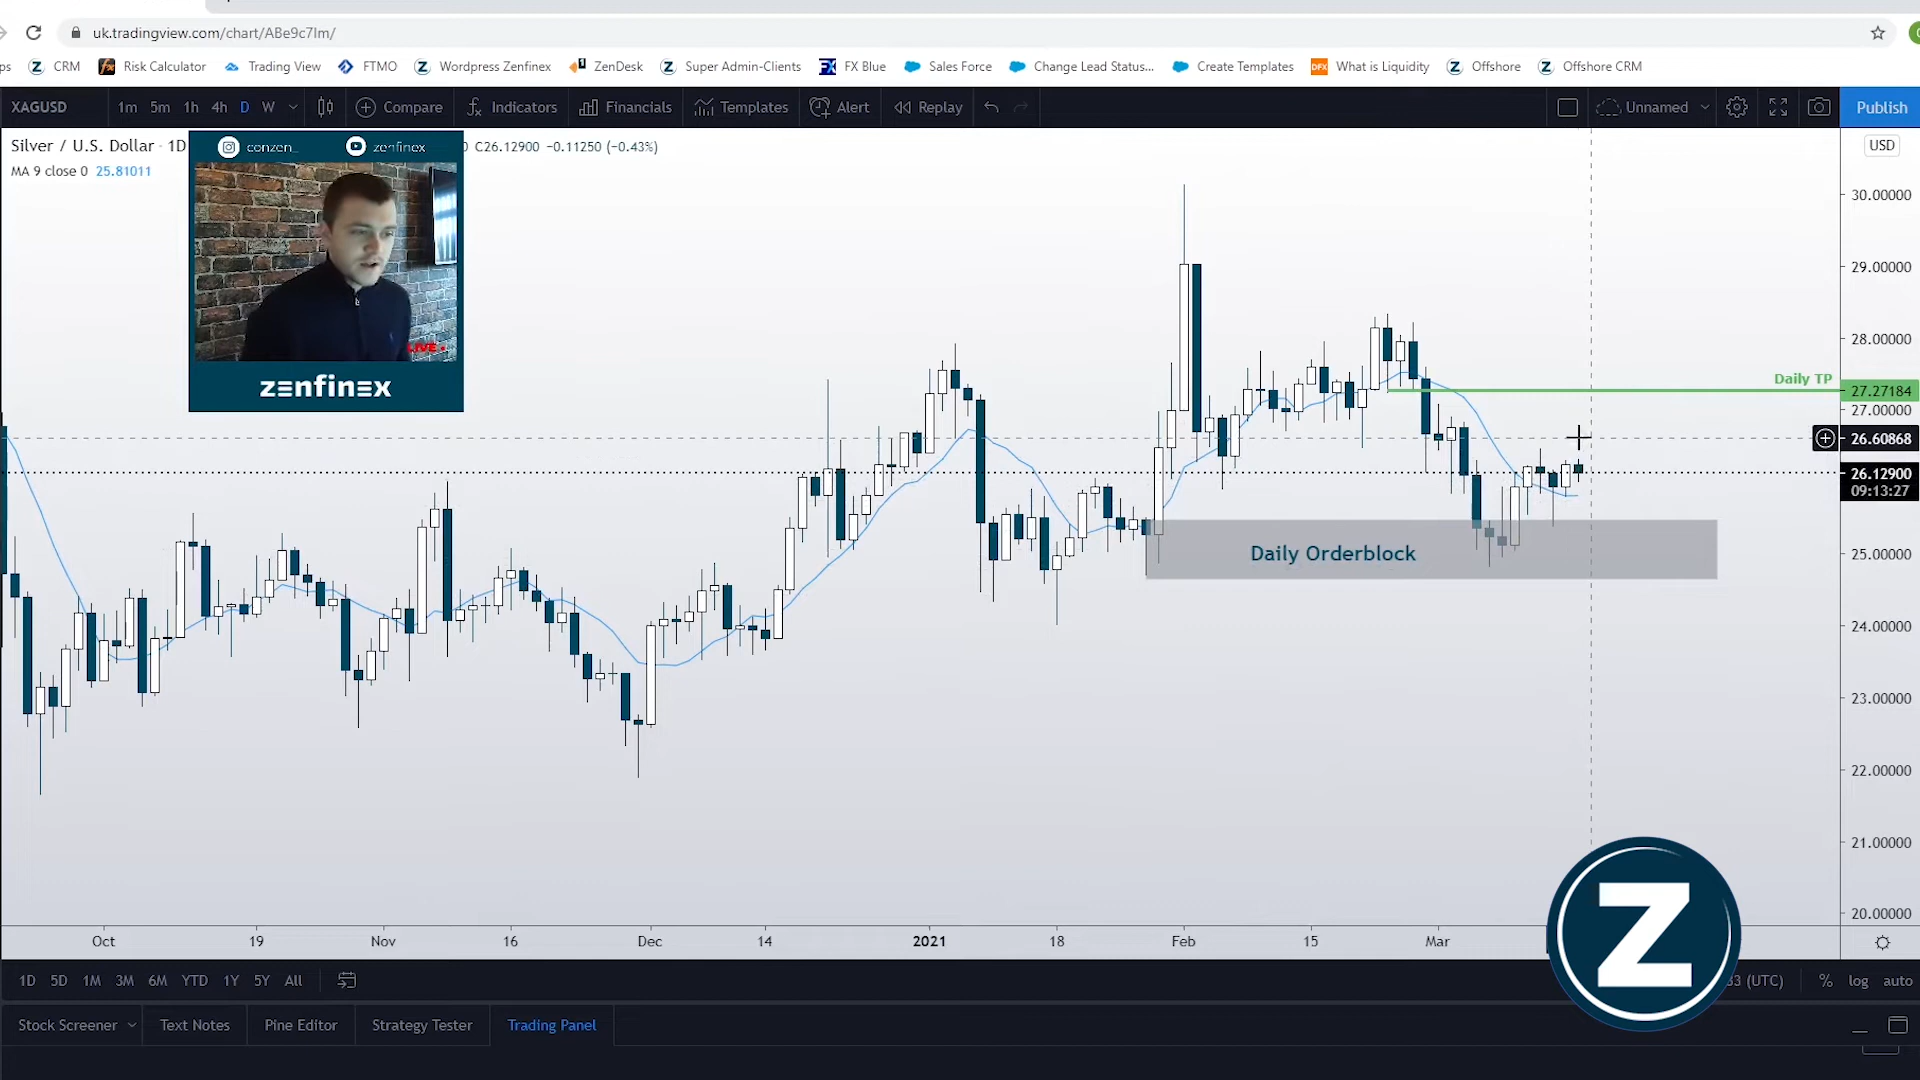 uk.tradingview.com/chart/ABe9c7Im/
ps CRM Risk Calculator Trading View FTMO Wordpress Zenfinex ZenDesk Super Admin-Clients FX Blue Sales Force Change Lead Status... Create Templates What is Liquidity Offshore Offshore CRM
XAGUSD 1m 5m 1h 4h D W Compare Indicators Financials Templates Alert Replay Unnamed Publish
Silver / U.S. Dollar · 1D
0 C26.12900 −0.11250 (−0.43%)
USD
MA 9 close 0 25.81011
conzen_ zenfinex
LIVE
zenfinex
30.00000
29.00000
28.00000
Daily TP 27.27184
27.00000
26.60868
26.12900
09:13:27
Daily Orderblock
25.00000
24.00000
23.00000
22.00000
21.00000
20.00000
Z
Oct 19 Nov 16 Dec 14 2021 18 Feb 15 Mar
1D 5D 1M 3M 6M YTD 1Y 5Y All
33 (UTC) % log auto
Stock Screener Text Notes Pine Editor Strategy Tester Trading Panel